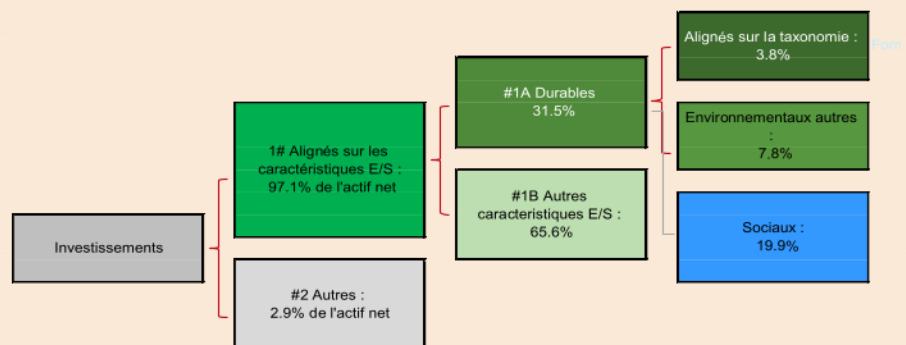 Investissements
1# Alignés sur les
caractéristiques E/S :
97.1% de l'actif net
#2 Autres :
2.9% de l'actif net
#1A Durables
31.5%
#1B Autres
caracteristiques E/S :
65.6%
Alignés sur la taxonomie :
3.8%
Environnementaux autres
:
7.8%
Sociaux :
19.9%